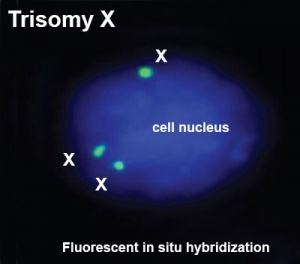 Trisomy X
X
cell nucleus
X
X
Fluorescent in situ hybridization